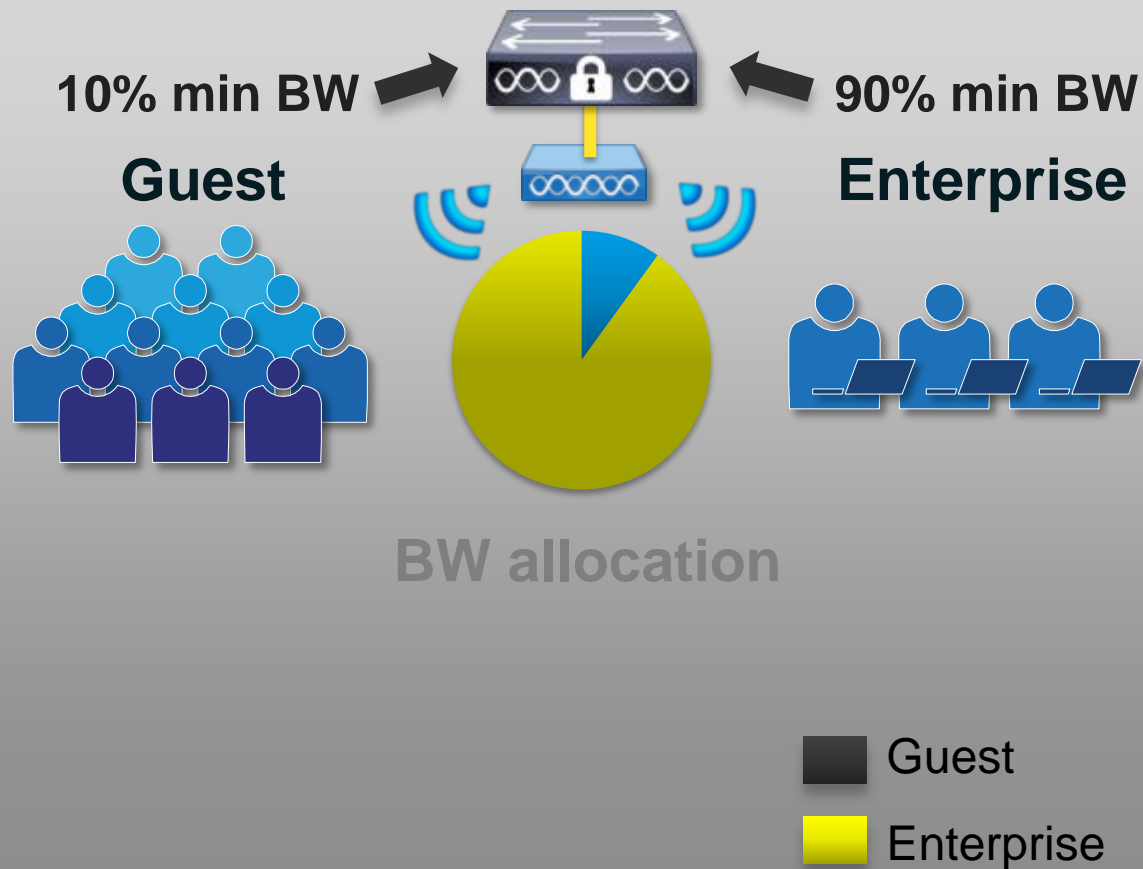 10% min BW
90% min BW
Guest
Enterprise
BW allocation
Guest
Enterprise